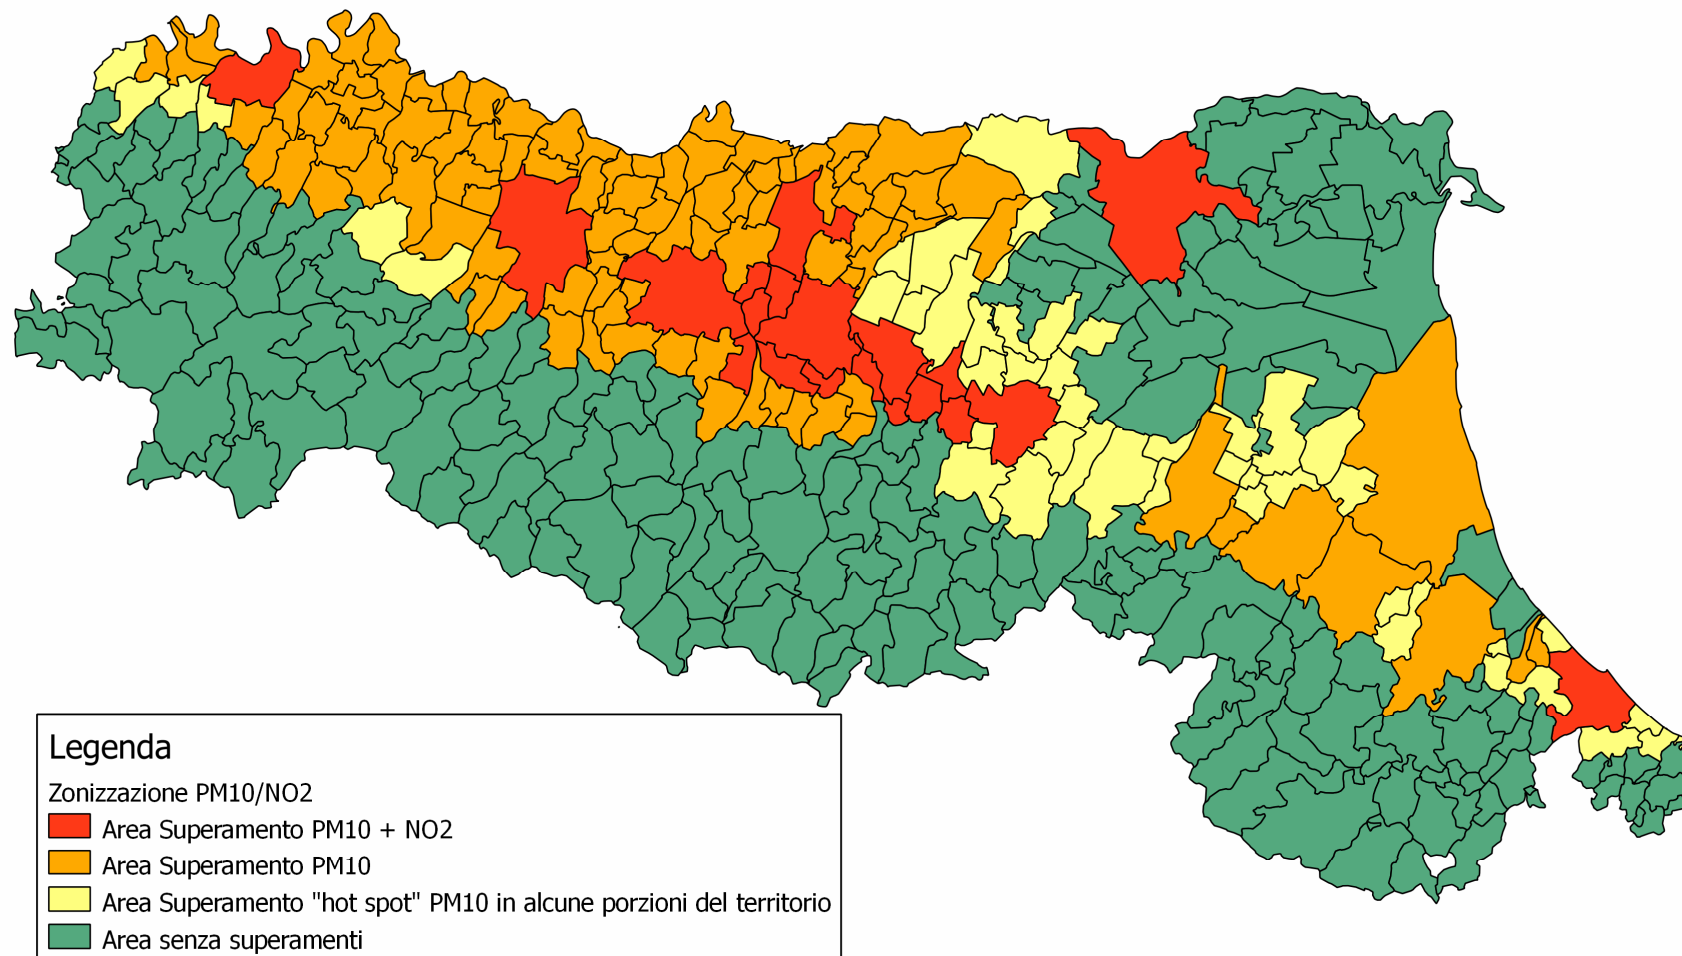 Legenda
Zonizzazione PM10/NO2
Area Superamento PM10 + NO2
Area Superamento PM10
Area Superamento "hot spot" PM10 in alcune porzioni del territorio
Area senza superamenti